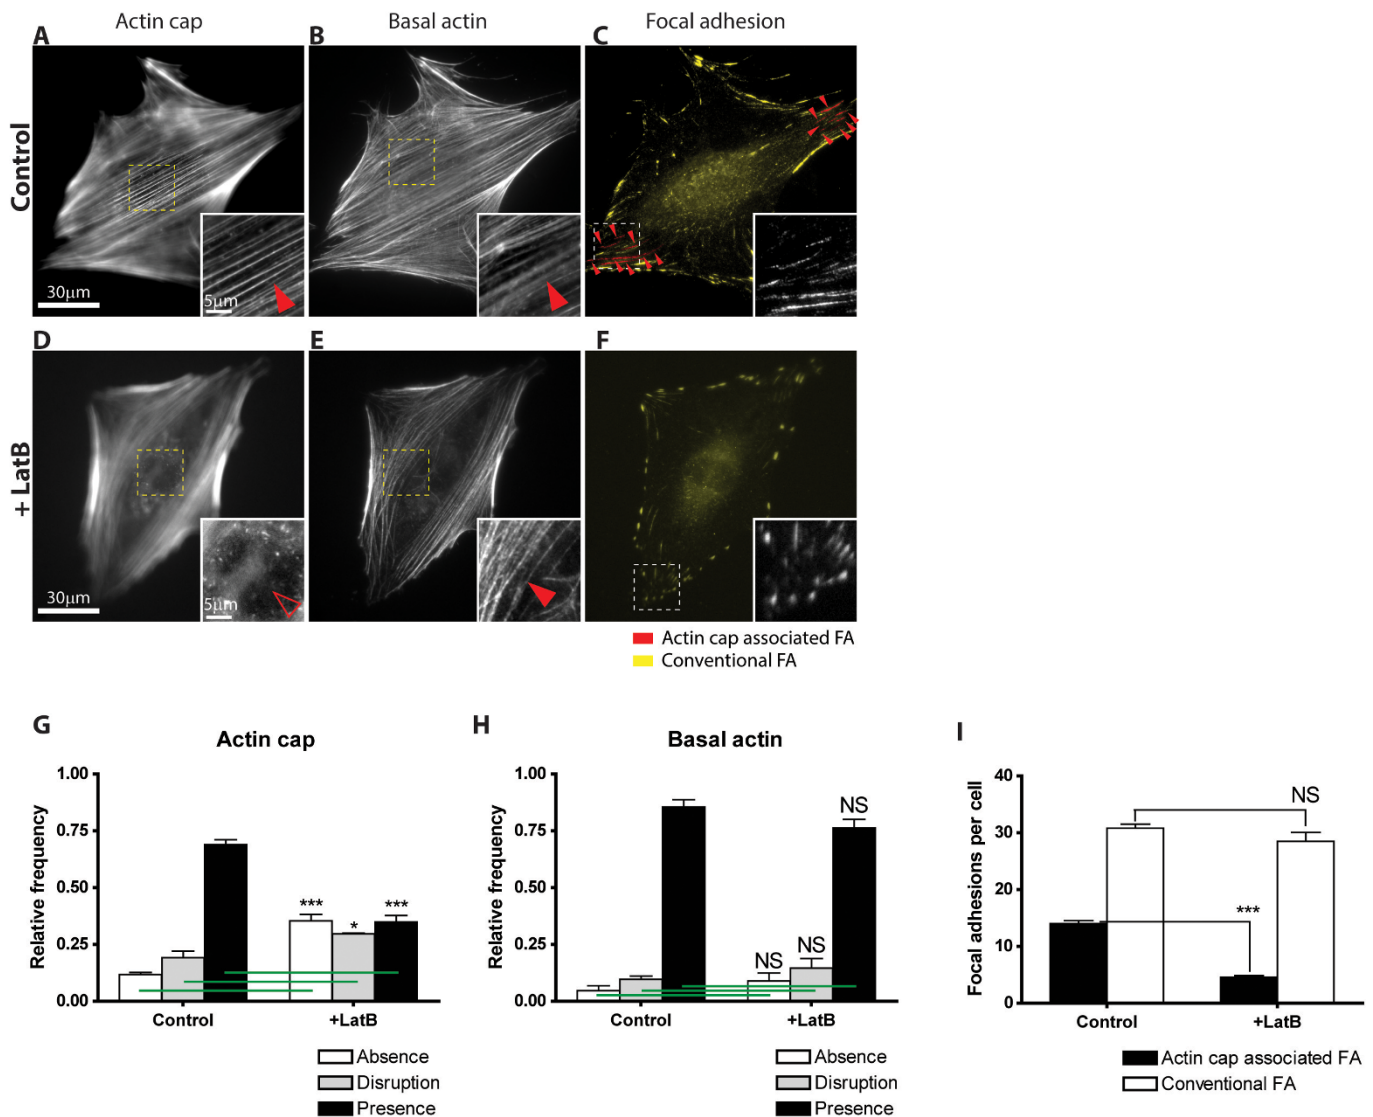 Actin cap
Basal actin
Focal adhesion
A
B
C
Control
30µm
5µm
D
E
F
+ LatB
30µm
5µm
Actin cap associated FA
Conventional FA
G
Actin cap
Relative frequency
1.00
0.75
0.50
0.25
0.00
***
*
***
Control
+LatB
Absence
Disruption
Presence
H
Basal actin
Relative frequency
1.00
0.75
0.50
0.25
0.00
NS
NS
NS
Control
+LatB
Absence
Disruption
Presence
I
Focal adhesions per cell
40
30
20
10
0
NS
***
Control
+LatB
Actin cap associated FA
Conventional FA